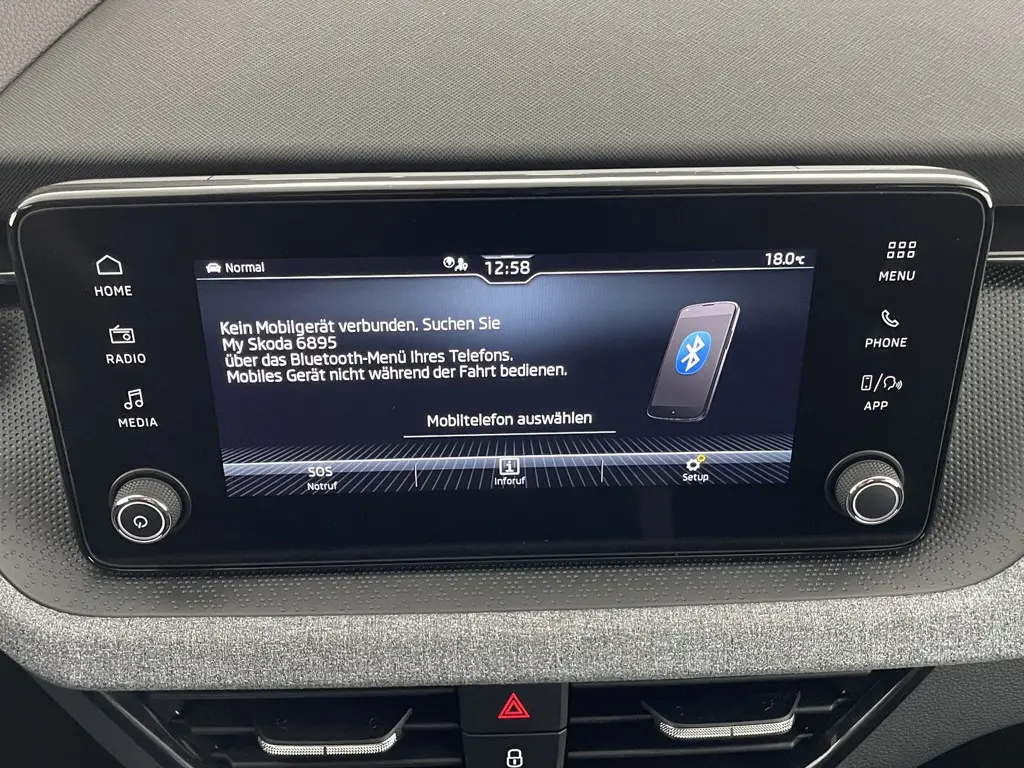 Normal
12:58
18.0°C
HOME
RADIO
MEDIA
MENU
PHONE
APP
Kein Mobilgerät verbunden. Suchen Sie
My Skoda 6895
über das Bluetooth-Menü Ihres Telefons.
Mobiles Gerät nicht während der Fahrt bedienen.
Mobiltelefon auswählen
SOS
Notruf
Inforuf
Setup